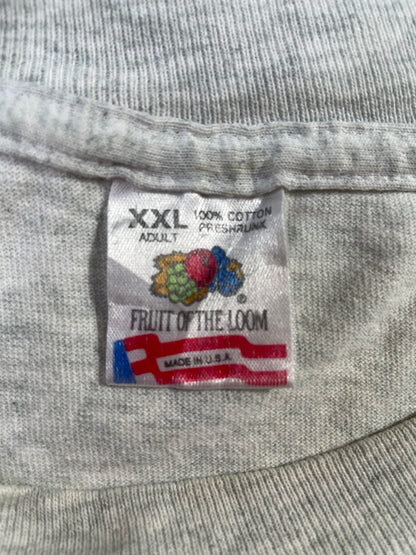 XXL 100% COTTON
ADULT PRESHRUNK
®
FRUIT OF THE LOOM
MADE IN U.S.A.